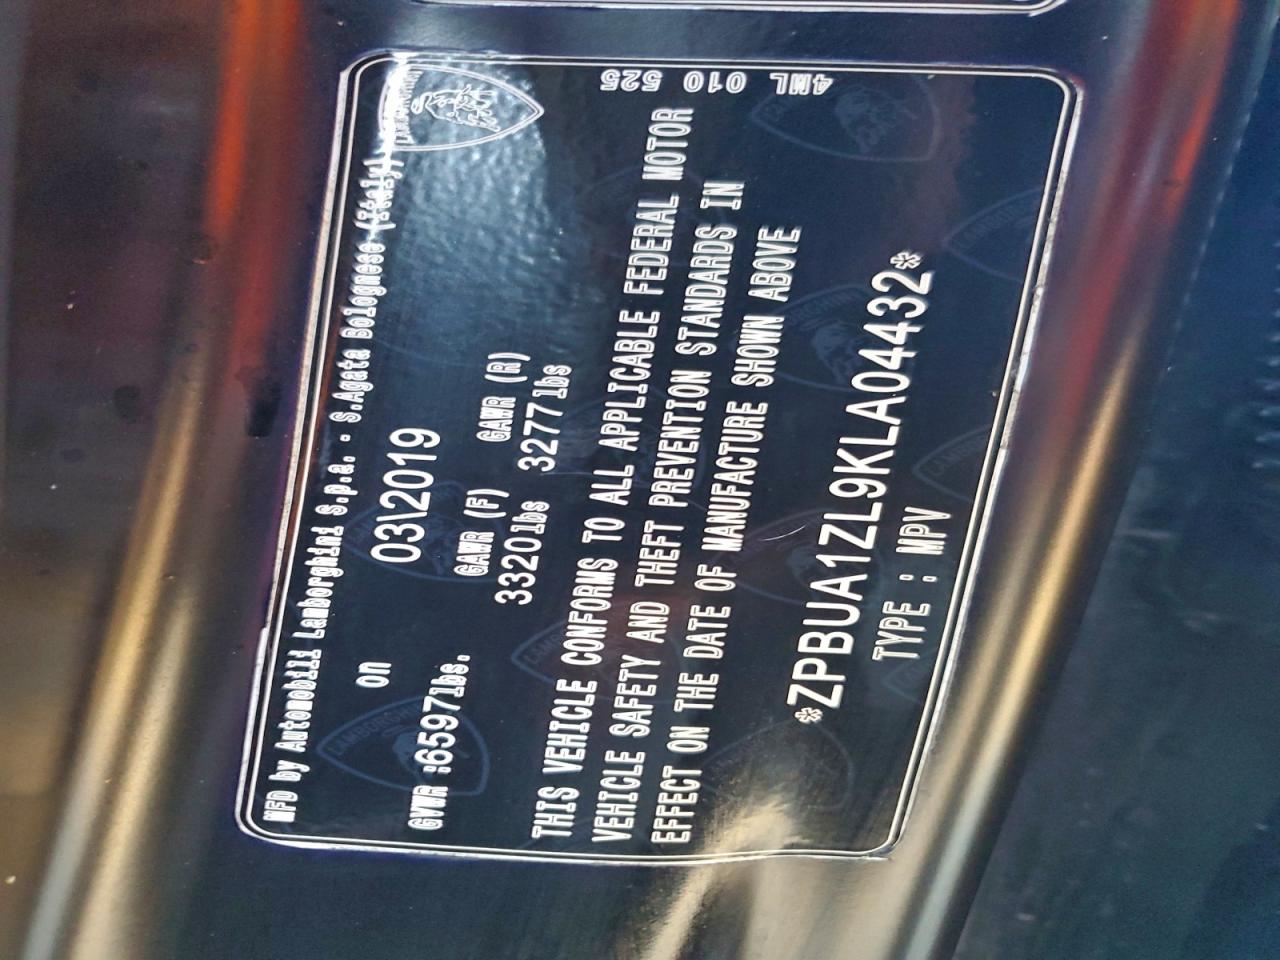 MFD by Automobili Lamborghini S.p.a. - S.Agata Bolognese (Italy)
on 03\2019
GAWR (F) GAWR (R)
GVWR :6597lbs. 3320lbs 3277lbs
THIS VEHICLE CONFORMS TO ALL APPLICABLE FEDERAL MOTOR
VEHICLE SAFETY AND THEFT PREVENTION STANDARDS IN
EFFECT ON THE DATE OF MANUFACTURE SHOWN ABOVE
*ZPBUA1ZL9KLA04432*
TYPE : MPV
4ML 010 525